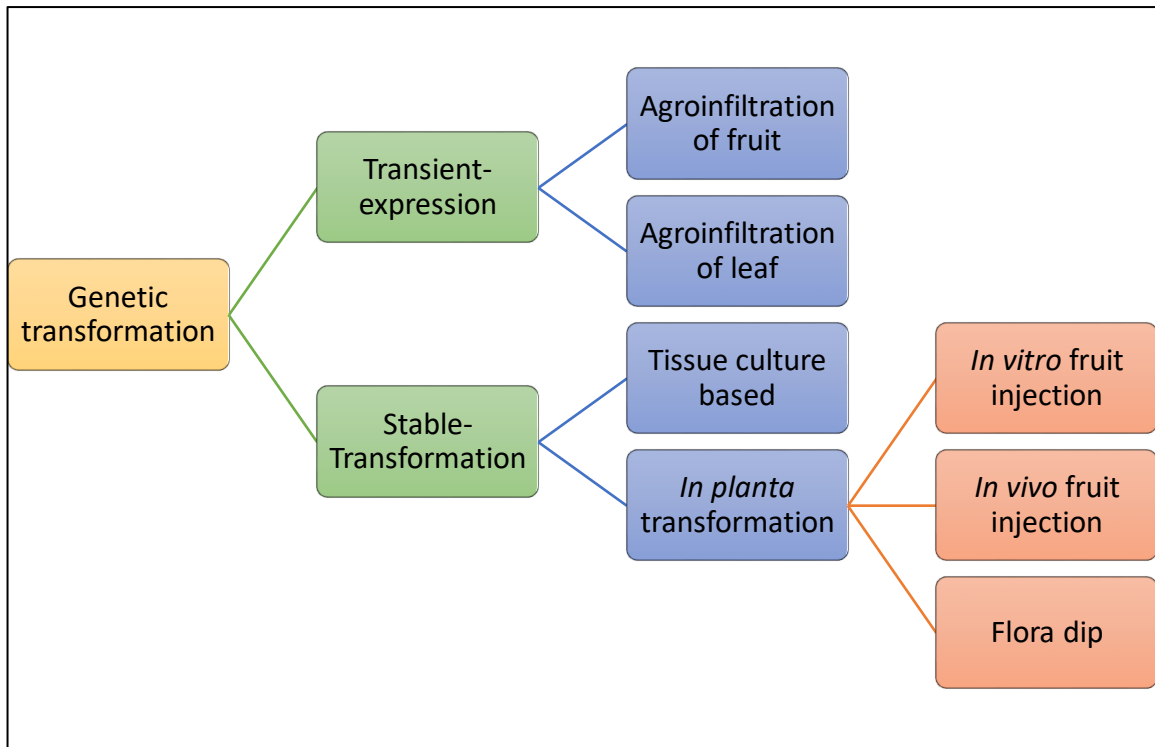 Genetic
transformation
Transient-
expression
Stable-
Transformation
Agroinfiltration
of fruit
Agroinfiltration
of leaf
Tissue culture
based
In planta
transformation
In vitro fruit
injection
In vivo fruit
injection
Flora dip